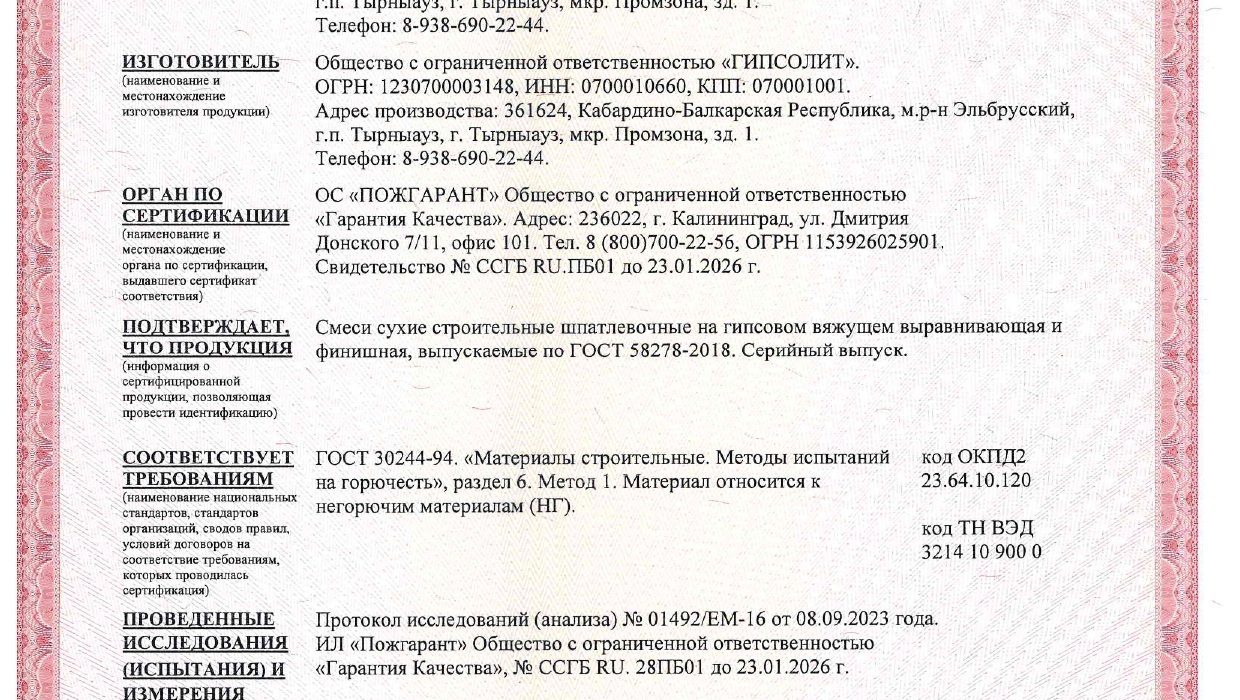 г.п. Тырныауз, г. Тырныауз, мкр. Промзона, зд. 1.
Телефон: 8-938-690-22-44.
ИЗГОТОВИТЕЛЬ
(наименование и
местонахождение
изготовителя продукции)
Общество с ограниченной ответственностью «ГИПСОЛИТ».
ОГРН: 1230700003148, ИНН: 0700010660, КПП: 070001001.
Адрес производства: 361624, Кабардино-Балкарская Республика, м.р-н Эльбрусский,
г.п. Тырныауз, г. Тырныауз, мкр. Промзона, зд. 1.
Телефон: 8-938-690-22-44.
ОРГАН ПО
СЕРТИФИКАЦИИ
(наименование и
местонахождение
органа по сертификации,
выдавшего сертификат
соответствия)
ОС «ПОЖГАРАНТ» Общество с ограниченной ответственностью
«Гарантия Качества». Адрес: 236022, г. Калининград, ул. Дмитрия
Донского 7/11, офис 101. Тел. 8 (800)700-22-56, ОГРН 1153926025901.
Свидетельство № ССГБ RU.ПБ01 до 23.01.2026 г.
ПОДТВЕРЖДАЕТ,
ЧТО ПРОДУКЦИЯ
(информация о
сертифицированной
продукции, позволяющая
провести идентификацию)
Смеси сухие строительные шпатлевочные на гипсовом вяжущем выравнивающая и
финишная, выпускаемые по ГОСТ 58278-2018. Серийный выпуск.
СООТВЕТСТВУЕТ
ТРЕБОВАНИЯМ
(наименование национальных
стандартов, стандартов
организаций, сводов правил,
условий договоров на
соответствие требованиям,
которых проводилась
сертификация)
ГОСТ 30244-94. «Материалы строительные. Методы испытаний
на горючесть», раздел 6. Метод 1. Материал относится к
негорючим материалам (НГ).
код ОКПД2
23.64.10.120
код ТН ВЭД
3214 10 900 0
ПРОВЕДЕННЫЕ
ИССЛЕДОВАНИЯ
(ИСПЫТАНИЯ) И
ИЗМЕРЕНИЯ
Протокол исследований (анализа) № 01492/ЕМ-16 от 08.09.2023 года.
ИЛ «Пожгарант» Общество с ограниченной ответственностью
«Гарантия Качества», № ССГБ RU. 28ПБ01 до 23.01.2026 г.